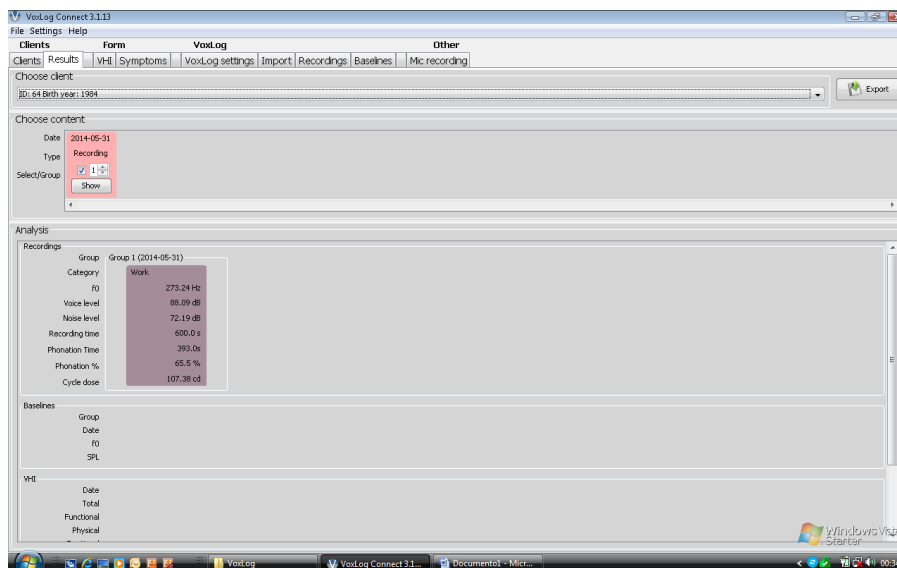 VoxLog Connect 3.1.13
File Settings Help
Clients Form VoxLog Other
Clients Results VHI Symptoms VoxLog settings Import Recordings Baselines Mic recording
Choose client
ID: 64 Birth year: 1984
Export
Choose content
Date 2014-05-31
Type Recording
Select/Group 1
Show
Analysis
Recordings
Group Group 1 (2014-05-31)
Category Work
f0 273.24 Hz
Voice level 88.09 dB
Noise level 72.19 dB
Recording time 600.0 s
Phonation Time 393.0s
Phonation % 65.5 %
Cycle dose 107.38 cd
Baselines
Group
Date
f0
SPL
VHI
Date
Total
Functional
Physical
Windows Vist
Starter
VoxLog VoxLog Connect 3.1... Documento1 - Micr... 00:34